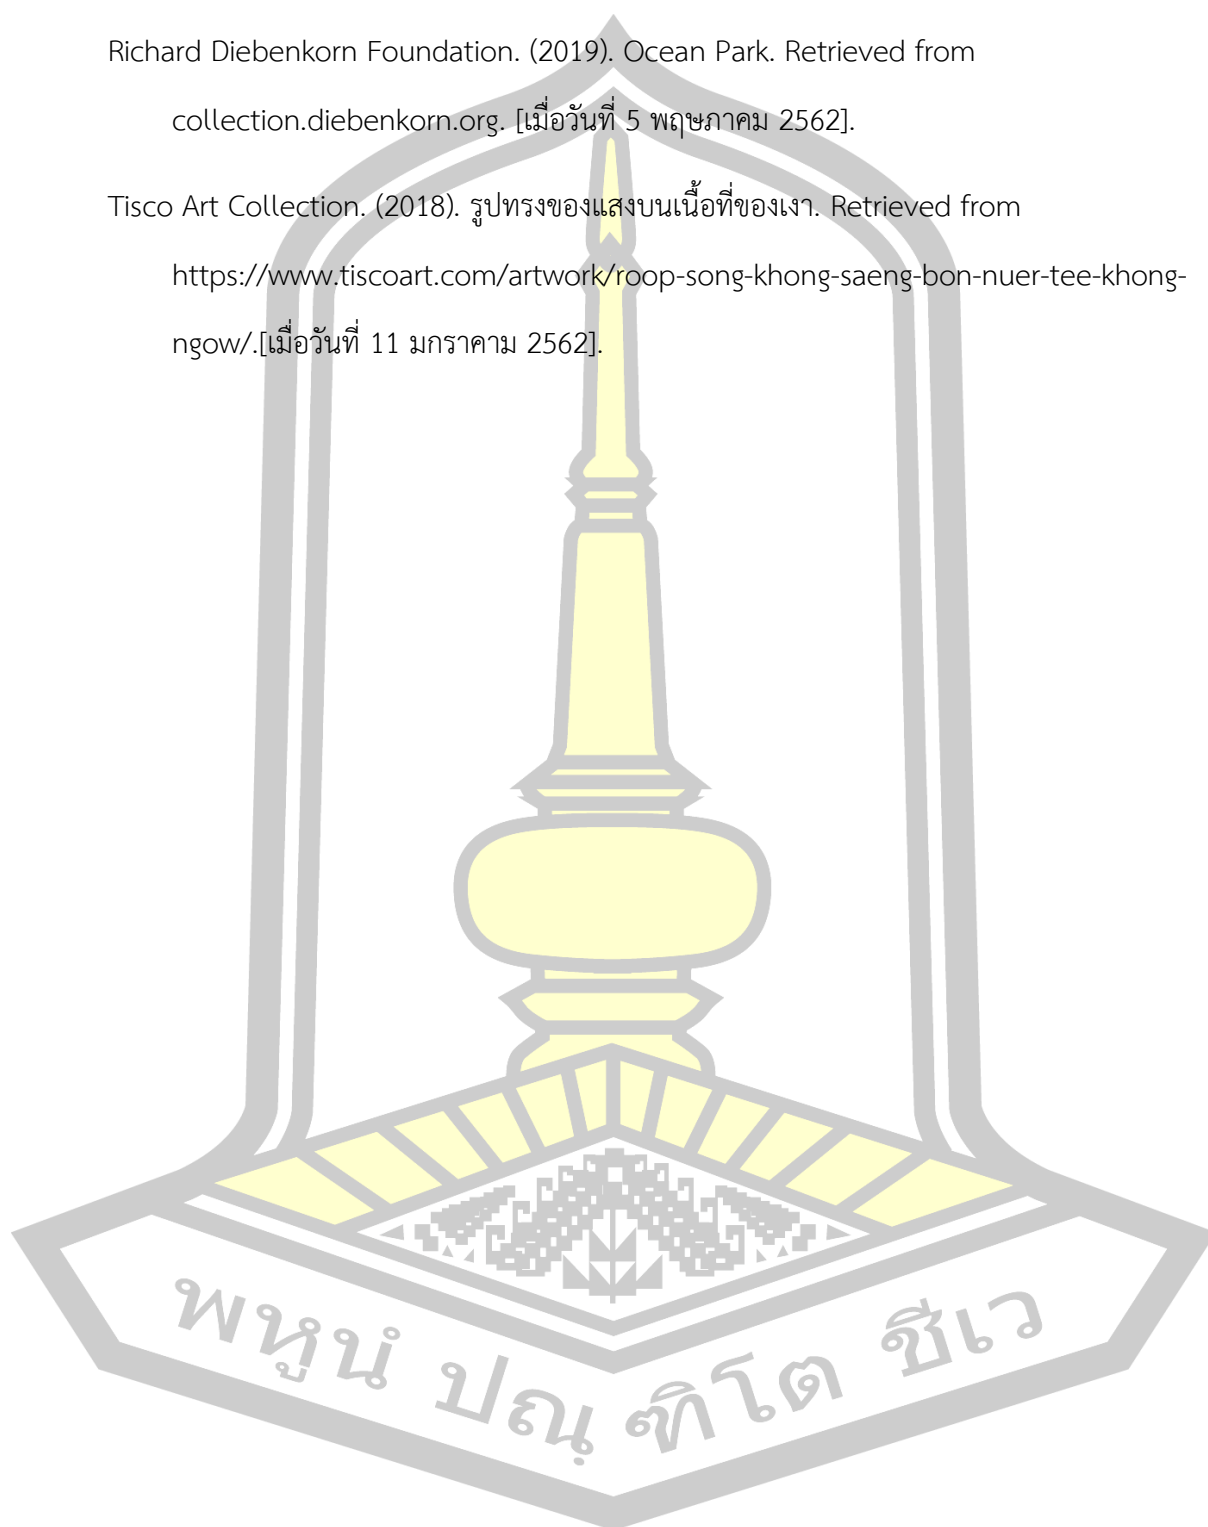 Richard Diebenkorn Foundation. (2019). Ocean Park. Retrieved from
collection.diebenkorn.org. [เมื่อวันที่ 5 พฤษภาคม 2562].
Tisco Art Collection. (2018). รูปทรงของแสงบนเนื้อที่ของเงา. Retrieved from
https://www.tiscoart.com/artwork/roop-song-khong-saeng-bon-nuer-tee-khong-
ngow/.[เมื่อวันที่ 11 มกราคาม 2562].
พหูนํ ปณฺฑิโต ชีเว